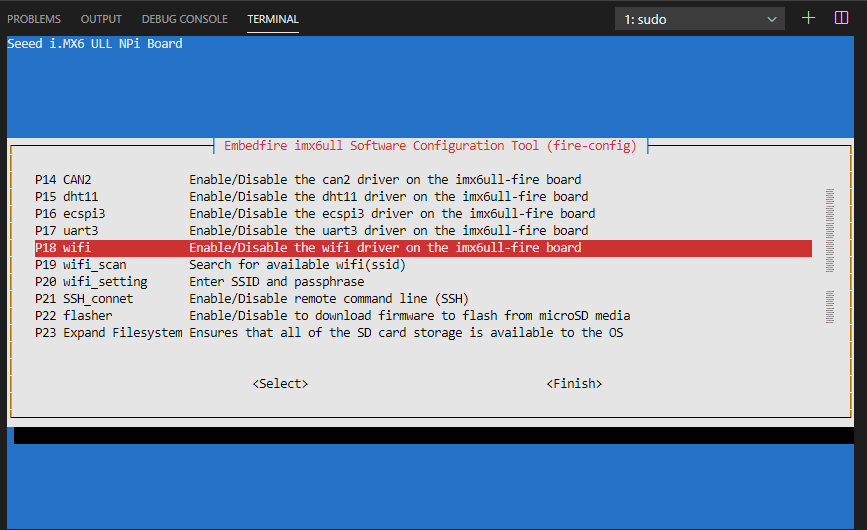 PROBLEMS OUTPUT DEBUG CONSOLE TERMINAL 1: sudo
Seeed i.MX6 ULL NPi Board
Embedfire imx6ull Software Configuration Tool (fire-config)
P14 CAN2 Enable/Disable the can2 driver on the imx6ull-fire board
P15 dht11 Enable/Disable the dht11 driver on the imx6ull-fire board
P16 ecspi3 Enable/Disable the ecspi3 driver on the imx6ull-fire board
P17 uart3 Enable/Disable the uart3 driver on the imx6ull-fire board
P18 wifi Enable/Disable the wifi driver on the imx6ull-fire board
P19 wifi_scan Search for available wifi(ssid)
P20 wifi_setting Enter SSID and passphrase
P21 SSH_connet Enable/Disable remote command line (SSH)
P22 flasher Enable/Disable to download firmware to flash from microSD media
P23 Expand Filesystem Ensures that all of the SD card storage is available to the OS
<Select> <Finish>